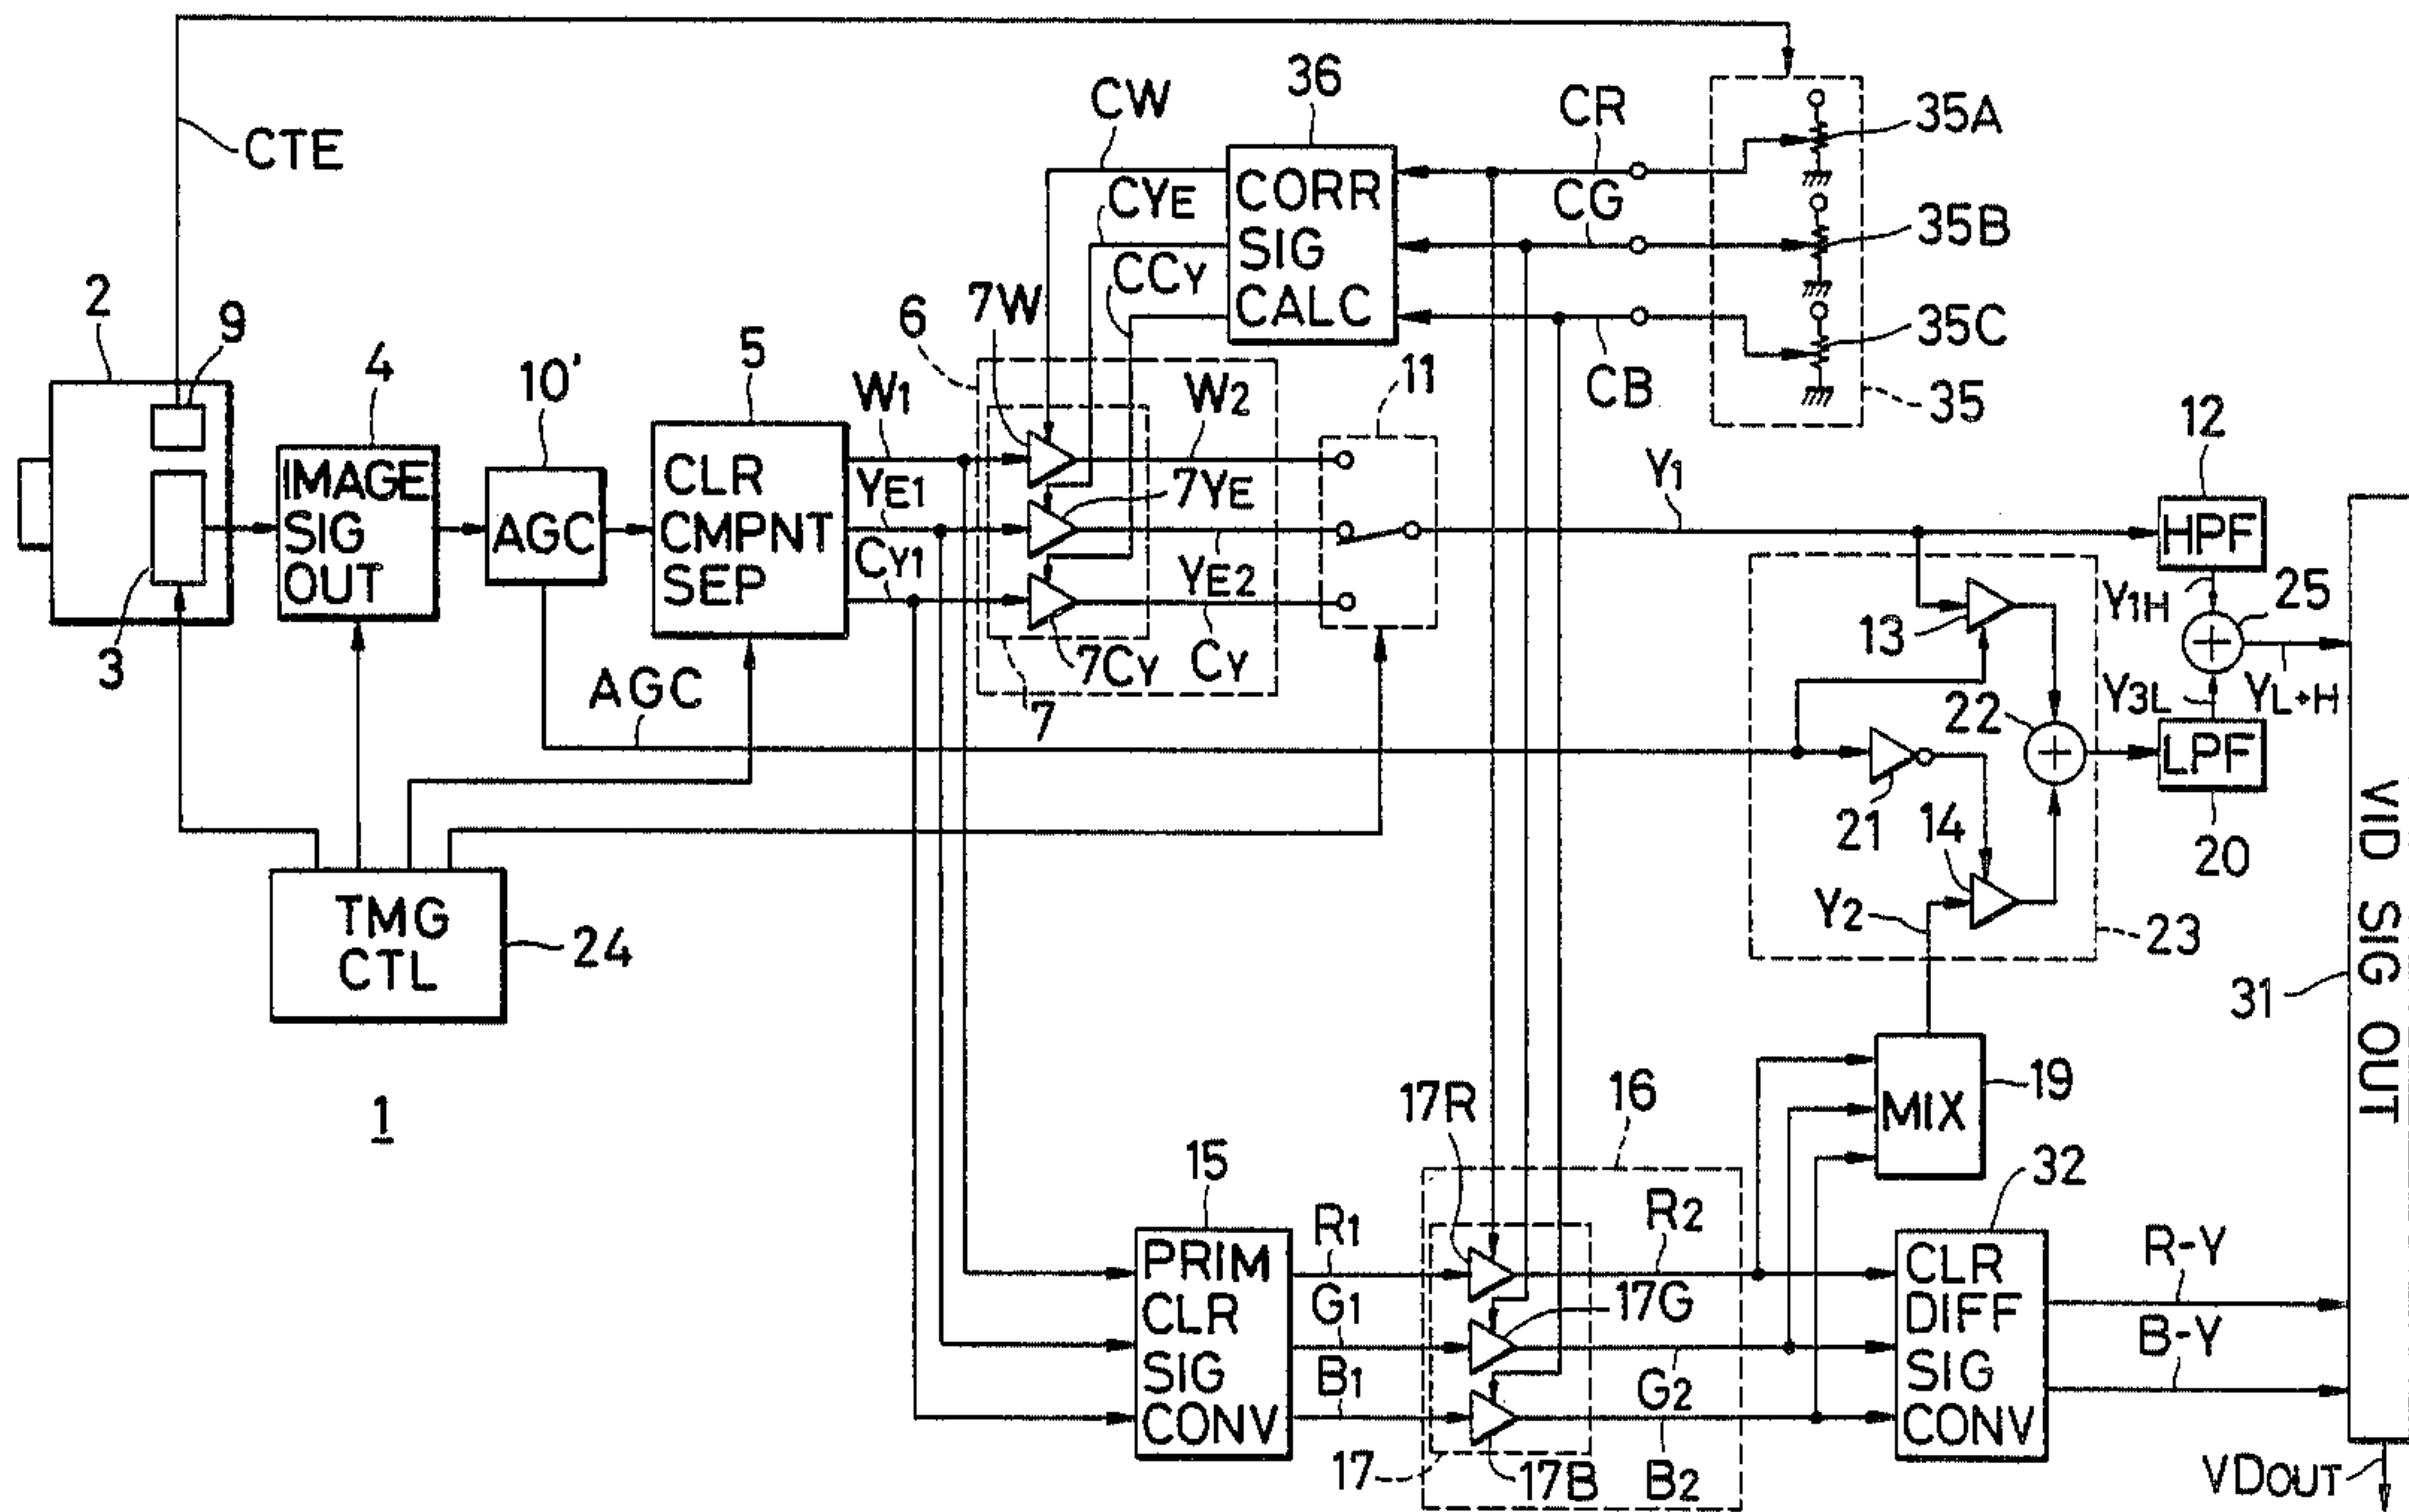 CTE
CW
36
CR
35A
CYE
CORR
SIG
CALC
CG
35B
CCY
2
9
6
7W
35C
4
10'
5
W1
W2
11
CB
35
12
IMAGE
SIG
OUT
AGC
CLR
CMPNT
SEP
YE1
7YE
Y1
HPF
CY1
YE2
Y1H
25
3
7CY
CY
13
AGC
7
22
Y3L
YL+H
LPF
21
14
20
TMG
CTL
24
Y2
23
VID SIG OUT
31
1
17R
16
MIX
19
15
32
PRIM
CLR
SIG
CONV
R1
R2
CLR
DIFF
SIG
CONV
R-Y
G1
17G
B-Y
B1
G2
17
17B
B2
VDOUT